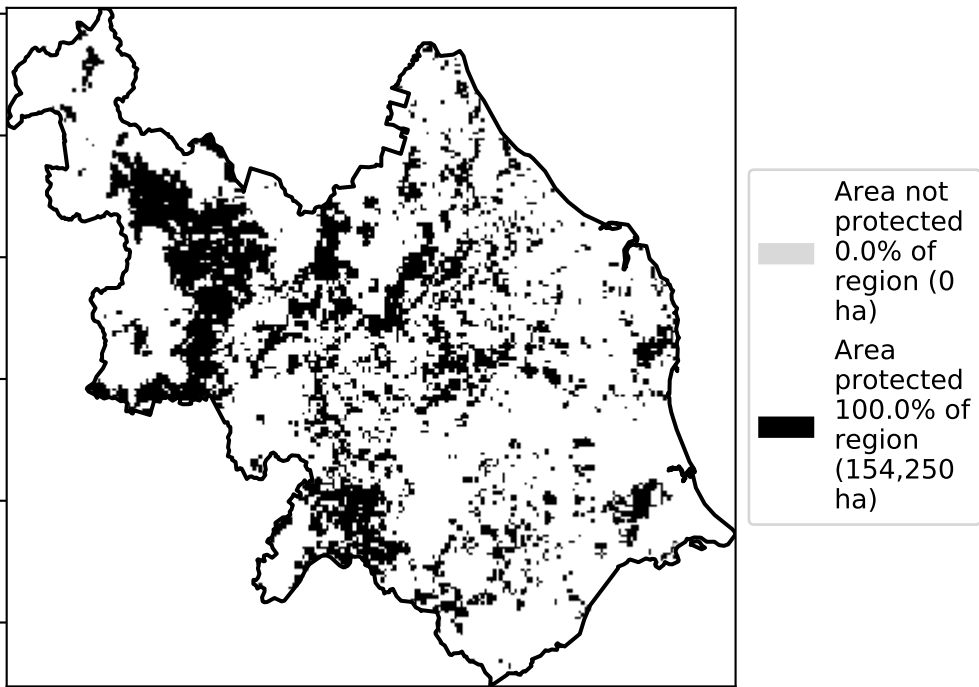 Area not
protected
0.0% of
region (0
ha)
Area
protected
100.0% of
region
(154,250
ha)